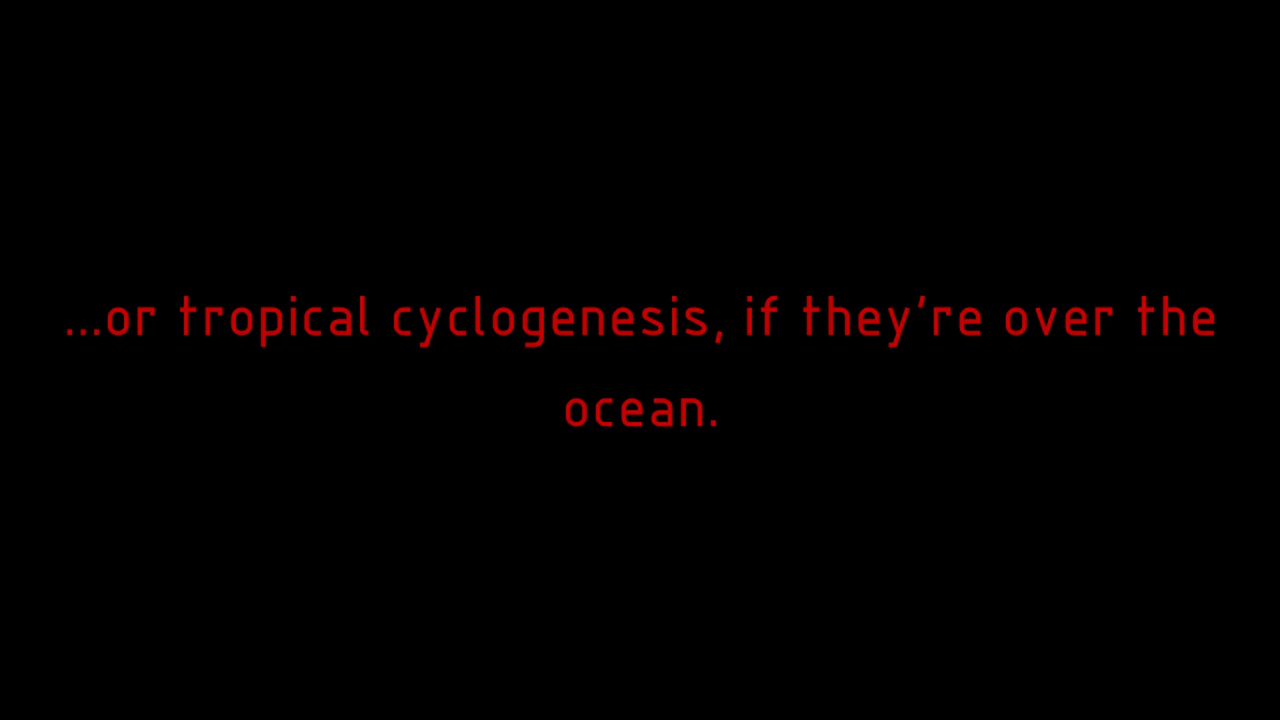 ...or tropical cyclogenesis, if they're over the
ocean.